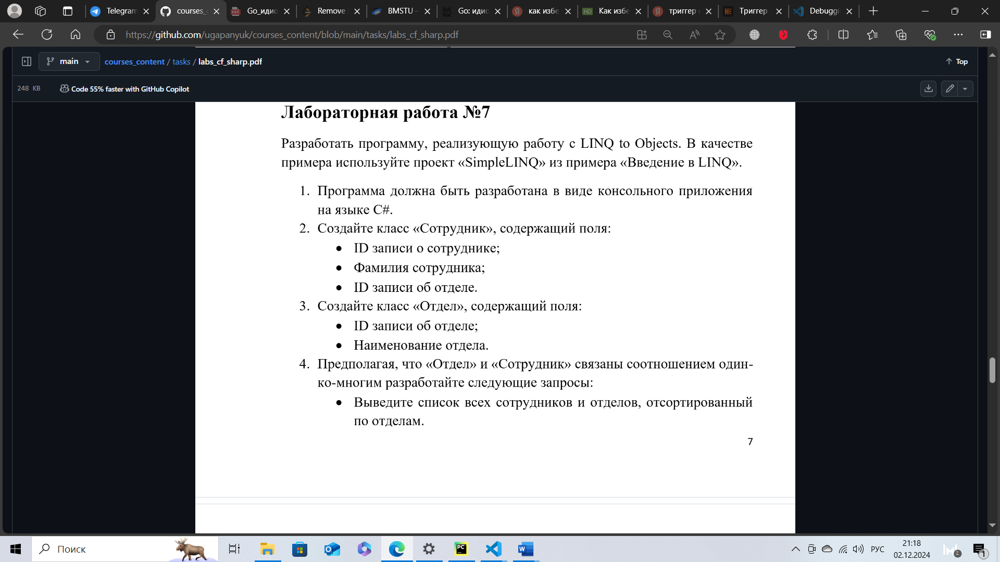 Telegram
courses_
Go_идио
Remove
BMSTU –
Go: идио
как избе
Как избе
триггер
Триггер
Debuggi
https://github.com/ugapanyuk/courses_content/blob/main/tasks/labs_cf_sharp.pdf
main
courses_content / tasks / labs_cf_sharp.pdf
Top
248 KB
Code 55% faster with GitHub Copilot
Лабораторная работа №7
Разработать программу, реализующую работу с LINQ to Objects. В качестве
примера используйте проект «SimpleLINQ» из примера «Введение в LINQ».
1. Программа должна быть разработана в виде консольного приложения
на языке C#.
2. Создайте класс «Сотрудник», содержащий поля:
• ID записи о сотруднике;
• Фамилия сотрудника;
• ID записи об отделе.
3. Создайте класс «Отдел», содержащий поля:
• ID записи об отделе;
• Наименование отдела.
4. Предполагая, что «Отдел» и «Сотрудник» связаны соотношением один-
ко-многим разработайте следующие запросы:
• Выведите список всех сотрудников и отделов, отсортированный
по отделам.
7
Поиск
РУС
21:18
02.12.2024
2
1